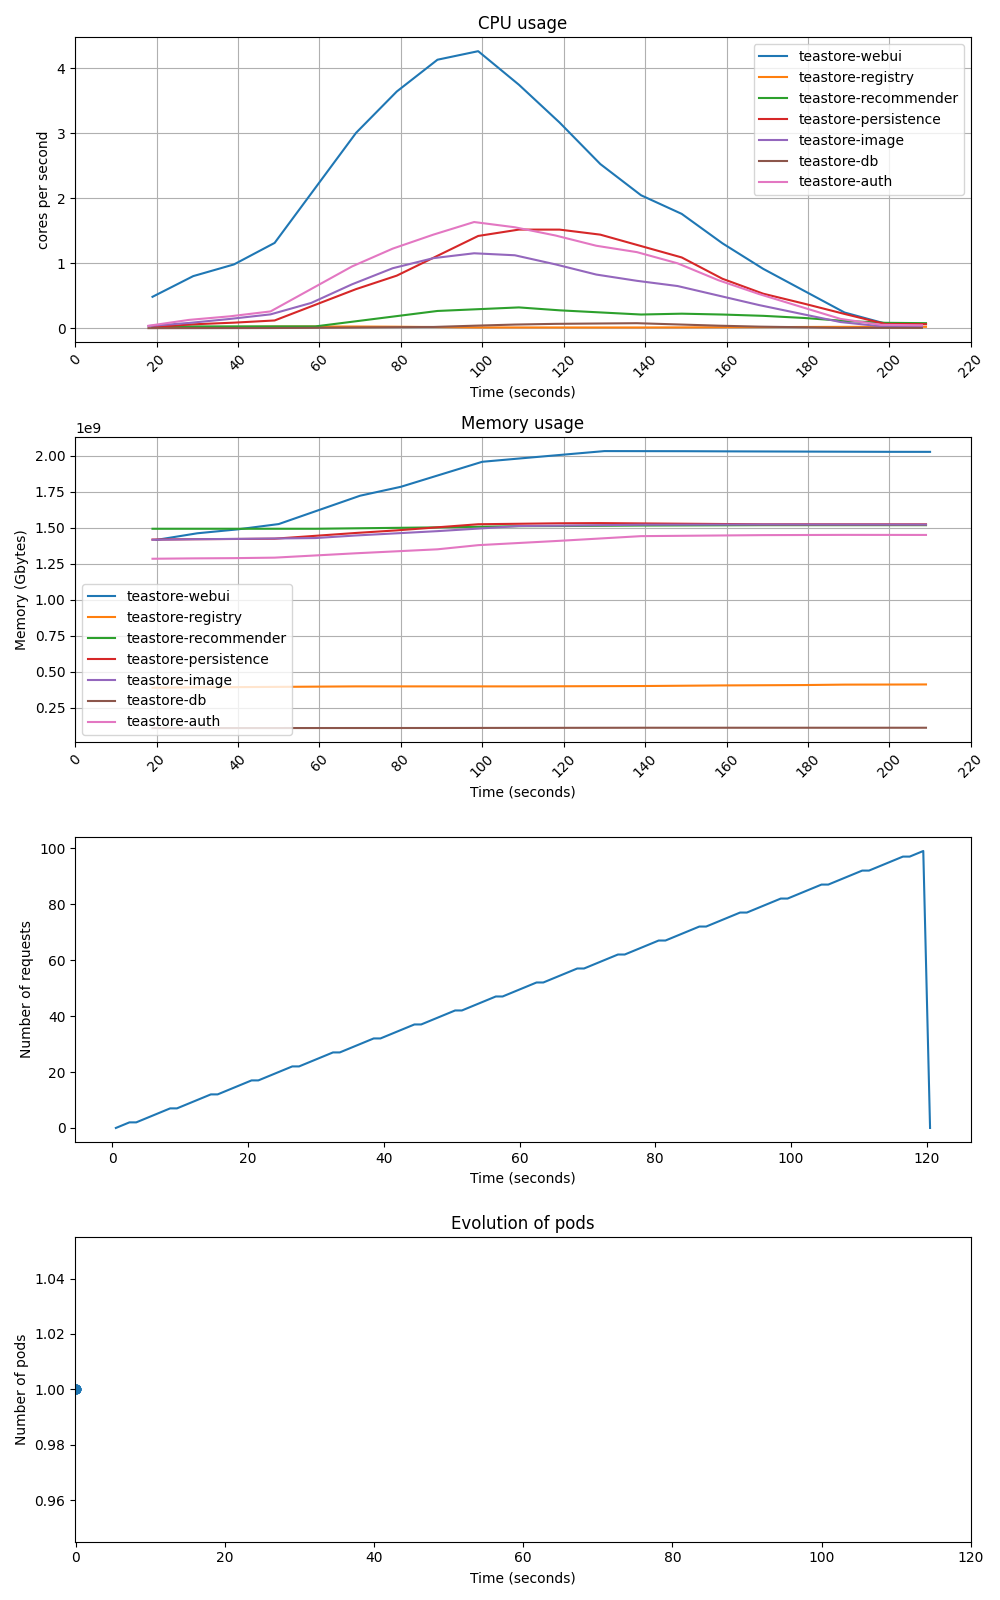 CPU usage
cores per second
4
3
2
1
0
teastore-webui
teastore-registry
teastore-recommender
teastore-persistence
teastore-image
teastore-db
teastore-auth
0 20 40 60 80 100 120 140 160 180 200 220
Time (seconds)
Memory usage
1e9
Memory (Gbytes)
2.00
1.75
1.50
1.25
1.00
0.75
0.50
0.25
teastore-webui
teastore-registry
teastore-recommender
teastore-persistence
teastore-image
teastore-db
teastore-auth
0 20 40 60 80 100 120 140 160 180 200 220
Time (seconds)
Number of requests
100
80
60
40
20
0
0 20 40 60 80 100 120
Time (seconds)
Evolution of pods
Number of pods
1.04
1.02
1.00
0.98
0.96
0 20 40 60 80 100 120
Time (seconds)